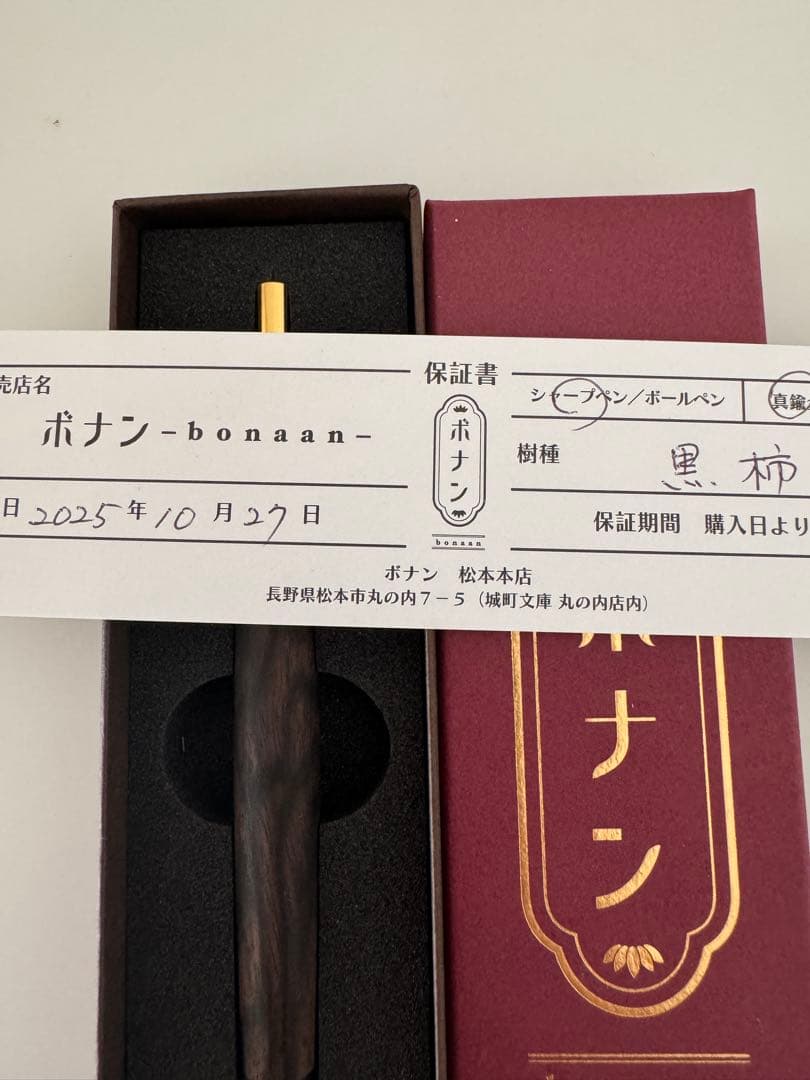 売店名
ボナン-bonaan-
日 2025年10月27日
保証書
ボナン
bonaan
シャープペン/ボールペン
真鍮
樹種 黒柿
保証期間 購入日より
ボナン 松本本店
長野県松本市丸の内7-5(城町文庫 丸の内店内)
ボナン